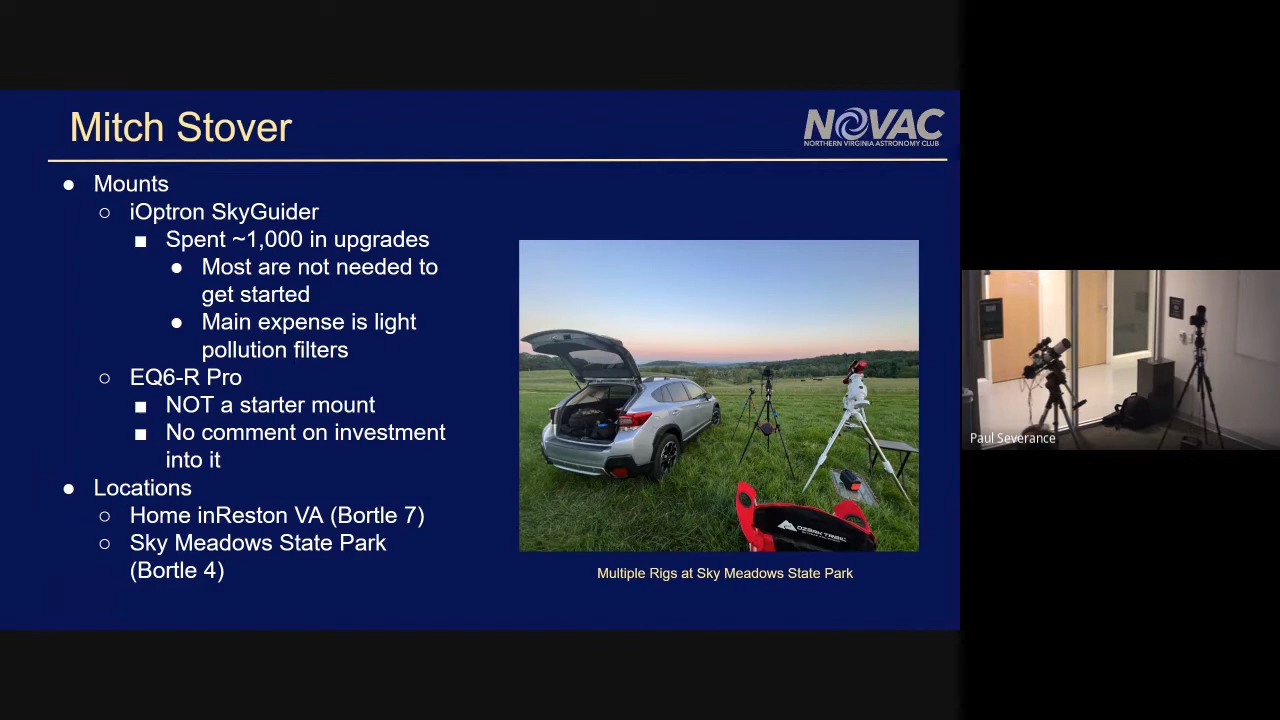 Mitch Stover
NOVAC
NORTHERN VIRGINIA ASTRONOMY CLUB
● Mounts
○ iOptron SkyGuider
■ Spent ~1,000 in upgrades
● Most are not needed to
get started
● Main expense is light
pollution filters
○ EQ6-R Pro
■ NOT a starter mount
■ No comment on investment
into it
● Locations
○ Home inReston VA (Bortle 7)
○ Sky Meadows State Park
(Bortle 4)
OZARK TRAIL
Multiple Rigs at Sky Meadows State Park
Paul Severance